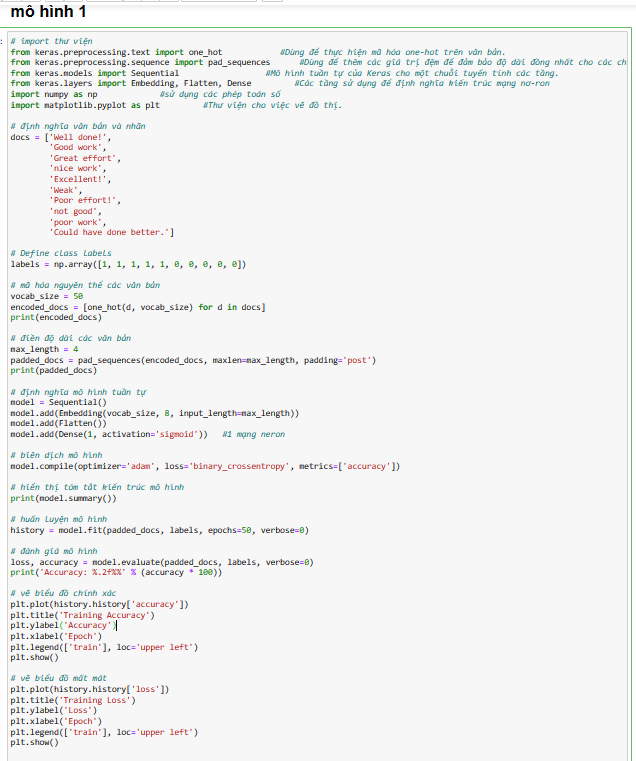 mô hình 1
# import thư viện
from keras.preprocessing.text import one_hot #Dùng để thực hiện mã hóa one-hot trên văn bản.
from keras.preprocessing.sequence import pad_sequences #Dùng để thêm các giá trị đệm để đảm bảo độ dài đồng nhất cho các ch
from keras.models import Sequential #Mô hình tuần tự của Keras cho một chuỗi tuyến tính các tầng.
from keras.layers import Embedding, Flatten, Dense #Các tầng sử dụng để định nghĩa kiến trúc mạng nơ-ron
import numpy as np #sử dụng các phép toán số
import matplotlib.pyplot as plt #Thư viện cho việc vẽ đồ thị.
# định nghĩa văn bản và nhãn
docs = ['Well done!',
'Good work',
'Great effort',
'nice work',
'Excellent!',
'Weak',
'Poor effort!',
'not good',
'poor work',
'Could have done better.']
# Define class labels
labels = np.array([1, 1, 1, 1, 1, 0, 0, 0, 0, 0])
# mã hóa nguyên thể các văn bản
vocab_size = 50
encoded_docs = [one_hot(d, vocab_size) for d in docs]
print(encoded_docs)
# điền độ dài các văn bản
max_length = 4
padded_docs = pad_sequences(encoded_docs, maxlen=max_length, padding='post')
print(padded_docs)
# định nghĩa mô hình tuần tự
model = Sequential()
model.add(Embedding(vocab_size, 8, input_length=max_length))
model.add(Flatten())
model.add(Dense(1, activation='sigmoid')) #1 mạng neron
# biên dịch mô hình
model.compile(optimizer='adam', loss='binary_crossentropy', metrics=['accuracy'])
# hiển thị tóm tắt kiến trúc mô hình
print(model.summary())
# huấn luyện mô hình
history = model.fit(padded_docs, labels, epochs=50, verbose=0)
# đánh giá mô hình
loss, accuracy = model.evaluate(padded_docs, labels, verbose=0)
print('Accuracy: %.2f%%' % (accuracy * 100))
# vẽ biểu đồ chính xác
plt.plot(history.history['accuracy'])
plt.title('Training Accuracy')
plt.ylabel('Accuracy')
plt.xlabel('Epoch')
plt.legend(['train'], loc='upper left')
plt.show()
# vẽ biểu đồ mất mát
plt.plot(history.history['loss'])
plt.title('Training Loss')
plt.ylabel('Loss')
plt.xlabel('Epoch')
plt.legend(['train'], loc='upper left')
plt.show()